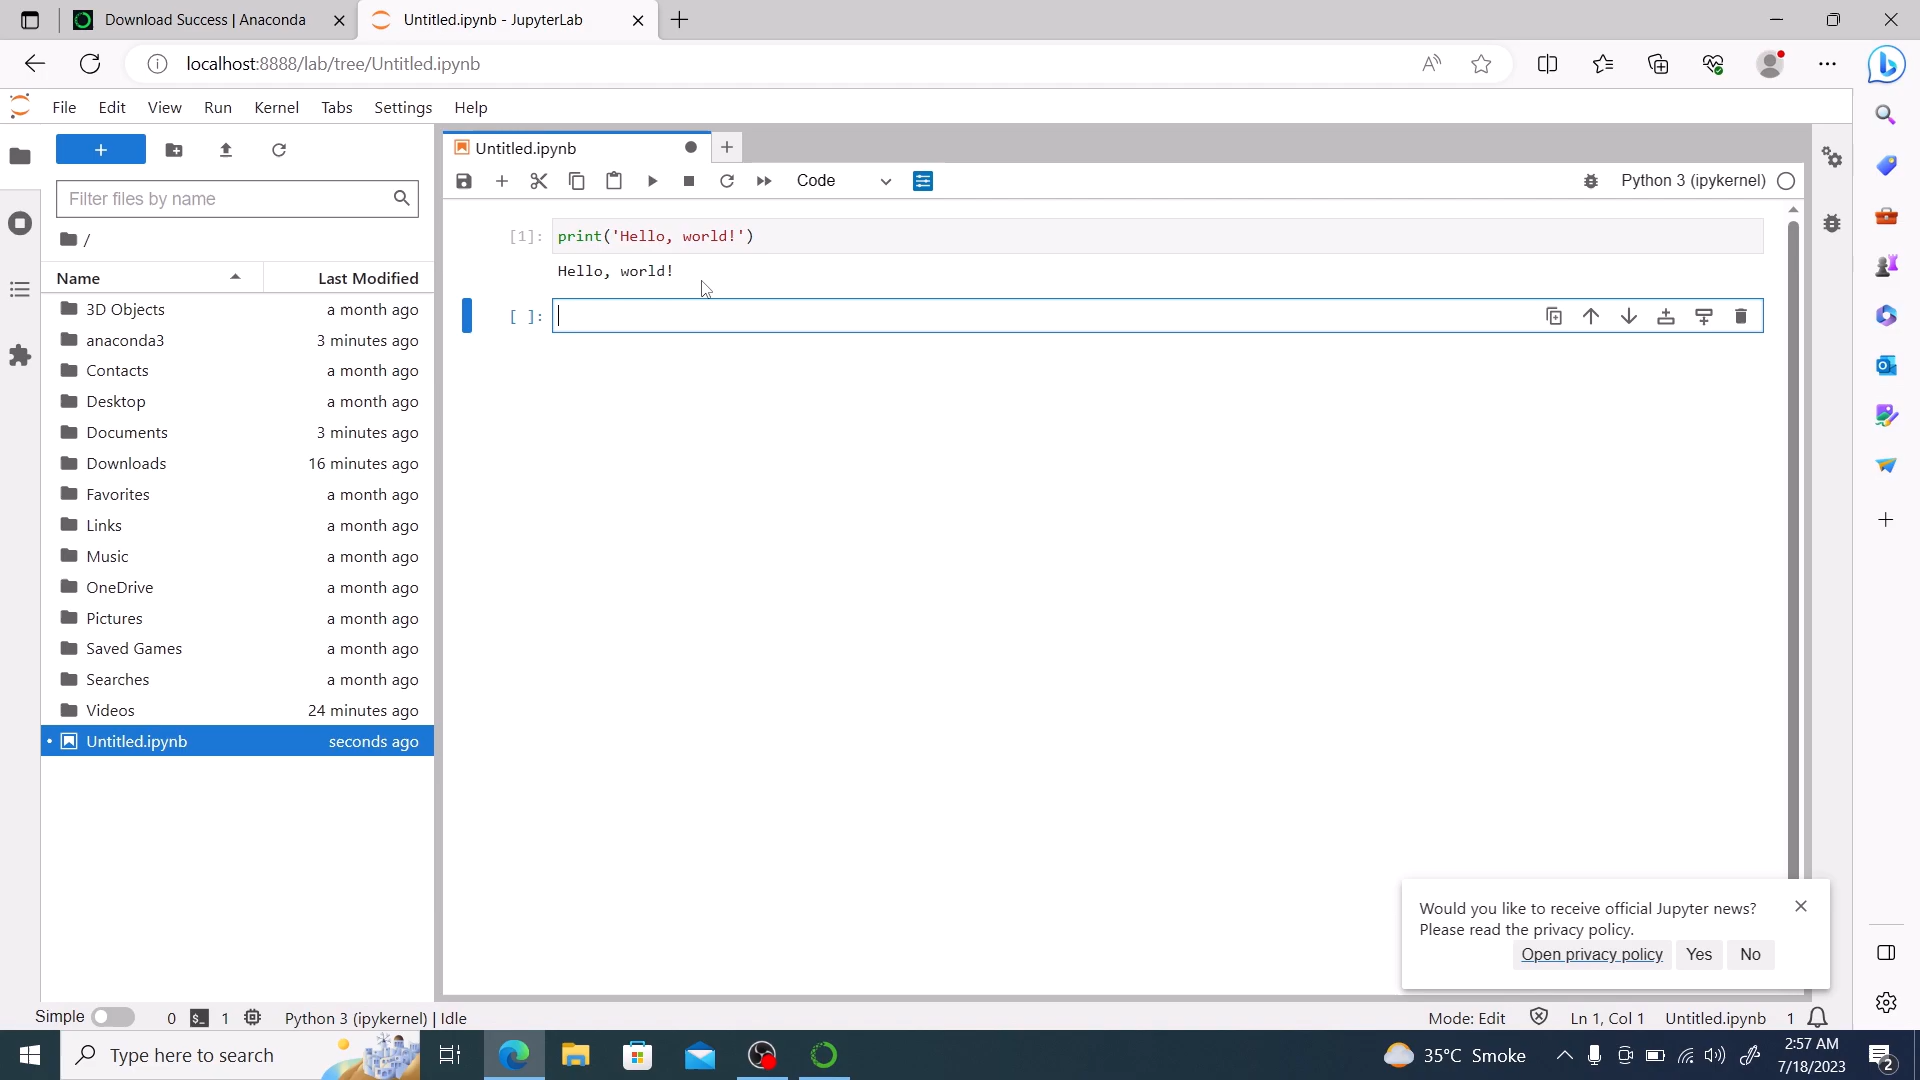 Download Success | Anaconda
Untitled.ipynb - JupyterLab
localhost:8888/lab/tree/Untitled.ipynb
File Edit View Run Kernel Tabs Settings Help
Filter files by name
/
Name Last Modified
3D Objects a month ago
anaconda3 3 minutes ago
Contacts a month ago
Desktop a month ago
Documents 3 minutes ago
Downloads 16 minutes ago
Favorites a month ago
Links a month ago
Music a month ago
OneDrive a month ago
Pictures a month ago
Saved Games a month ago
Searches a month ago
Videos 24 minutes ago
Untitled.ipynb seconds ago
Untitled.ipynb
Code
Python 3 (ipykernel)
[1]: print('Hello, world!')
Hello, world!
[ ]:
Would you like to receive official Jupyter news?
Please read the privacy policy.
Open privacy policy Yes No
Simple 0 1 Python 3 (ipykernel) | Idle Mode: Edit Ln 1, Col 1 Untitled.ipynb 1
Type here to search
35°C Smoke
2:57 AM
7/18/2023
2